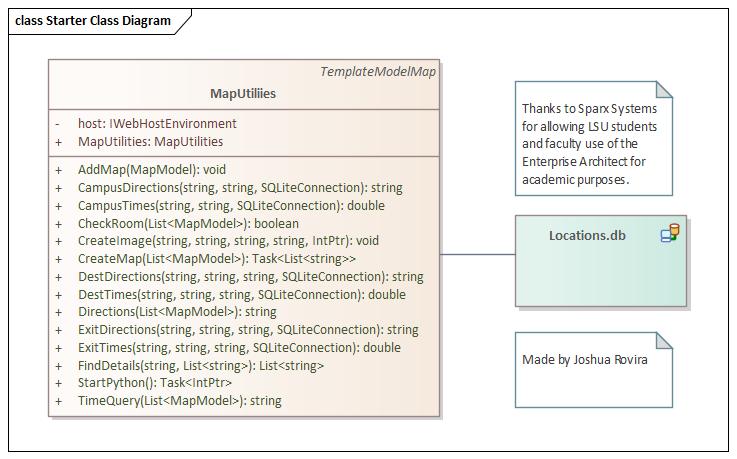 class Starter Class Diagram
TemplateModelMap
MapUtiliies
- host: IWebHostEnvironment
+ MapUtilities: MapUtilities
+ AddMap(MapModel): void
+ CampusDirections(string, string, SQLiteConnection): string
+ CampusTimes(string, string, SQLiteConnection): double
+ CheckRoom(List<MapModel>): boolean
+ CreateImage(string, string, string, string, IntPtr): void
+ CreateMap(List<MapModel>): Task<List<string>>
+ DestDirections(string, string, string, SQLiteConnection): string
+ DestTimes(string, string, string, SQLiteConnection): double
+ Directions(List<MapModel>): string
+ ExitDirections(string, string, string, SQLiteConnection): string
+ ExitTimes(string, string, string, SQLiteConnection): double
+ FindDetails(string, List<string>): List<string>
+ StartPython(): Task<IntPtr>
+ TimeQuery(List<MapModel>): string
Thanks to Sparx Systems
for allowing LSU students
and faculty use of the
Enterprise Architect for
academic purposes.
Locations.db
Made by Joshua Rovira